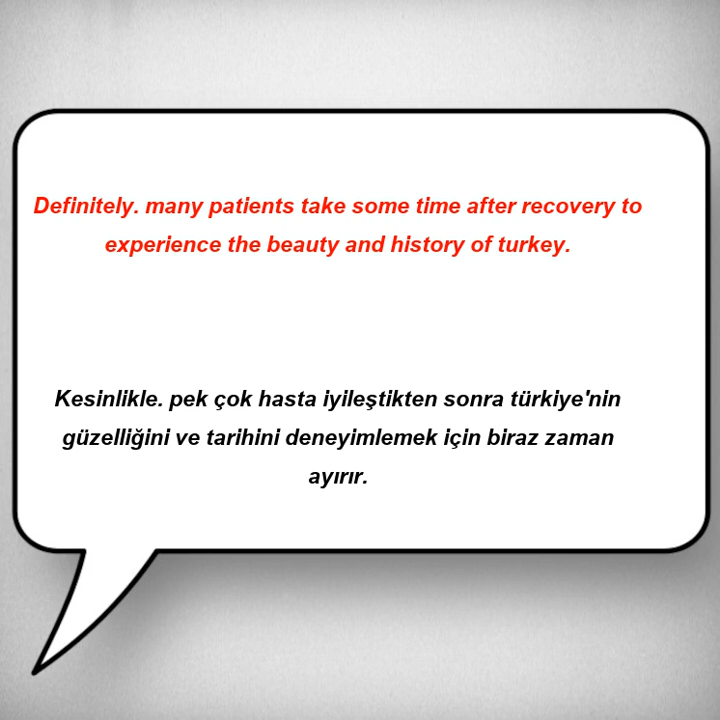 Definitely. many patients take some time after recovery to
experience the beauty and history of turkey.
Kesinlikle. pek çok hasta iyileştikten sonra türkiye'nin
güzelliğini ve tarihini deneyimlemek için biraz zaman
ayırır.